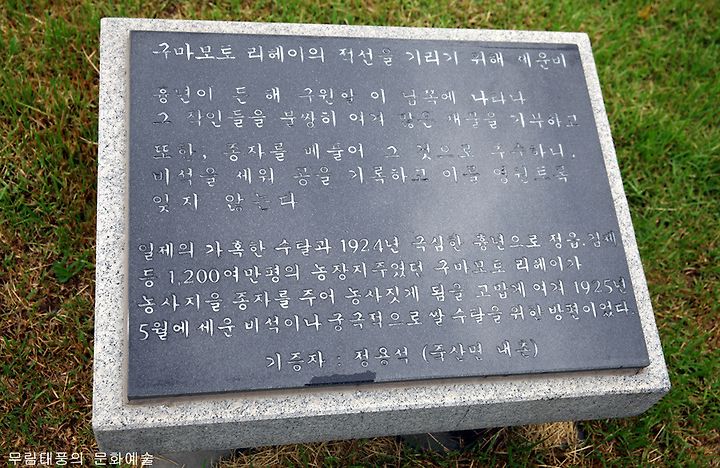 구마모토 리헤이의 적선을 기리기 위해 세운비
흉년이 든 해 구원할 이 남쪽에 나타나
그 작인들을 불쌍히 여겨 많은 재산을 기부하고
또한, 종자를 베풀어 그 것으로 추수하니,
비석을 세워 공을 기록하고 이를 영원토록
잊지 않는다
일제의 가혹한 수탈과 1924년 극심한 흉년으로 정읍.김제
등 1,200여만평의 농장지주였던 구마모토 리헤이가
농사지을 종자를 주어 농사짓게 됨을 고맙게 여겨 1925년
5월에 세운 비석이나 궁극적으로 쌀 수탈을 위한 방편이었다.
기증자 : 정용석 (죽산면 내촌)
무림태풍의 문화예술